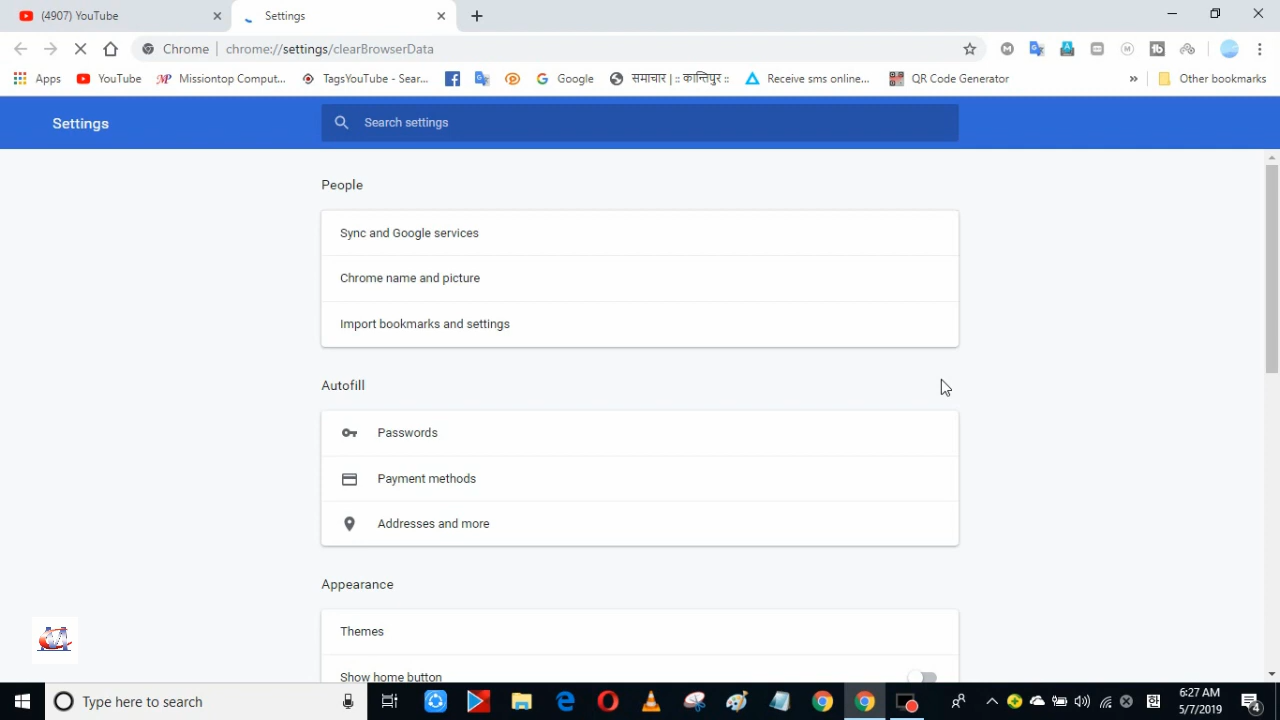 (4907) YouTube
Settings
Chrome
chrome://settings/clearBrowserData
Apps
YouTube
Missiontop Comput...
TagsYouTube - Sear...
Google
समाचार | :: कान्तिपुर ::
Receive sms online...
QR Code Generator
»
Other bookmarks
Settings
Search settings
People
Sync and Google services
Chrome name and picture
Import bookmarks and settings
Autofill
Passwords
Payment methods
Addresses and more
Appearance
Themes
Show home button
Type here to search
6:27 AM
5/7/2019
4